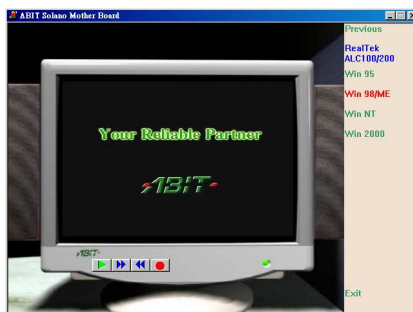 ABIT Solano Mother Board
Previous
RealTek
ALC100/200
Win 95
Win 98/ME
Win NT
Win 2000
Your Reliable Partner
ABIT
ABIT
Exit